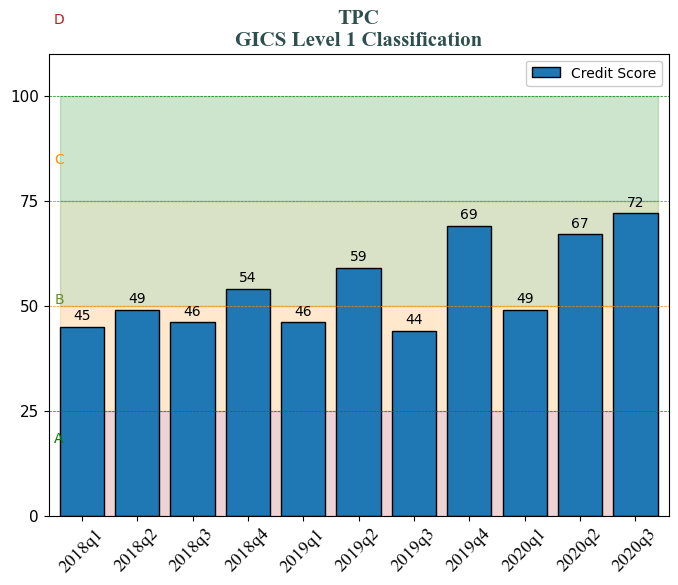 D
TPC
GICS Level 1 Classification
Credit Score
100
C
75
72
69
67
59
54
B
50
49
49
46
46
45
44
25
A
0
2018q1
2018q2
2018q3
2018q4
2019q1
2019q2
2019q3
2019q4
2020q1
2020q2
2020q3